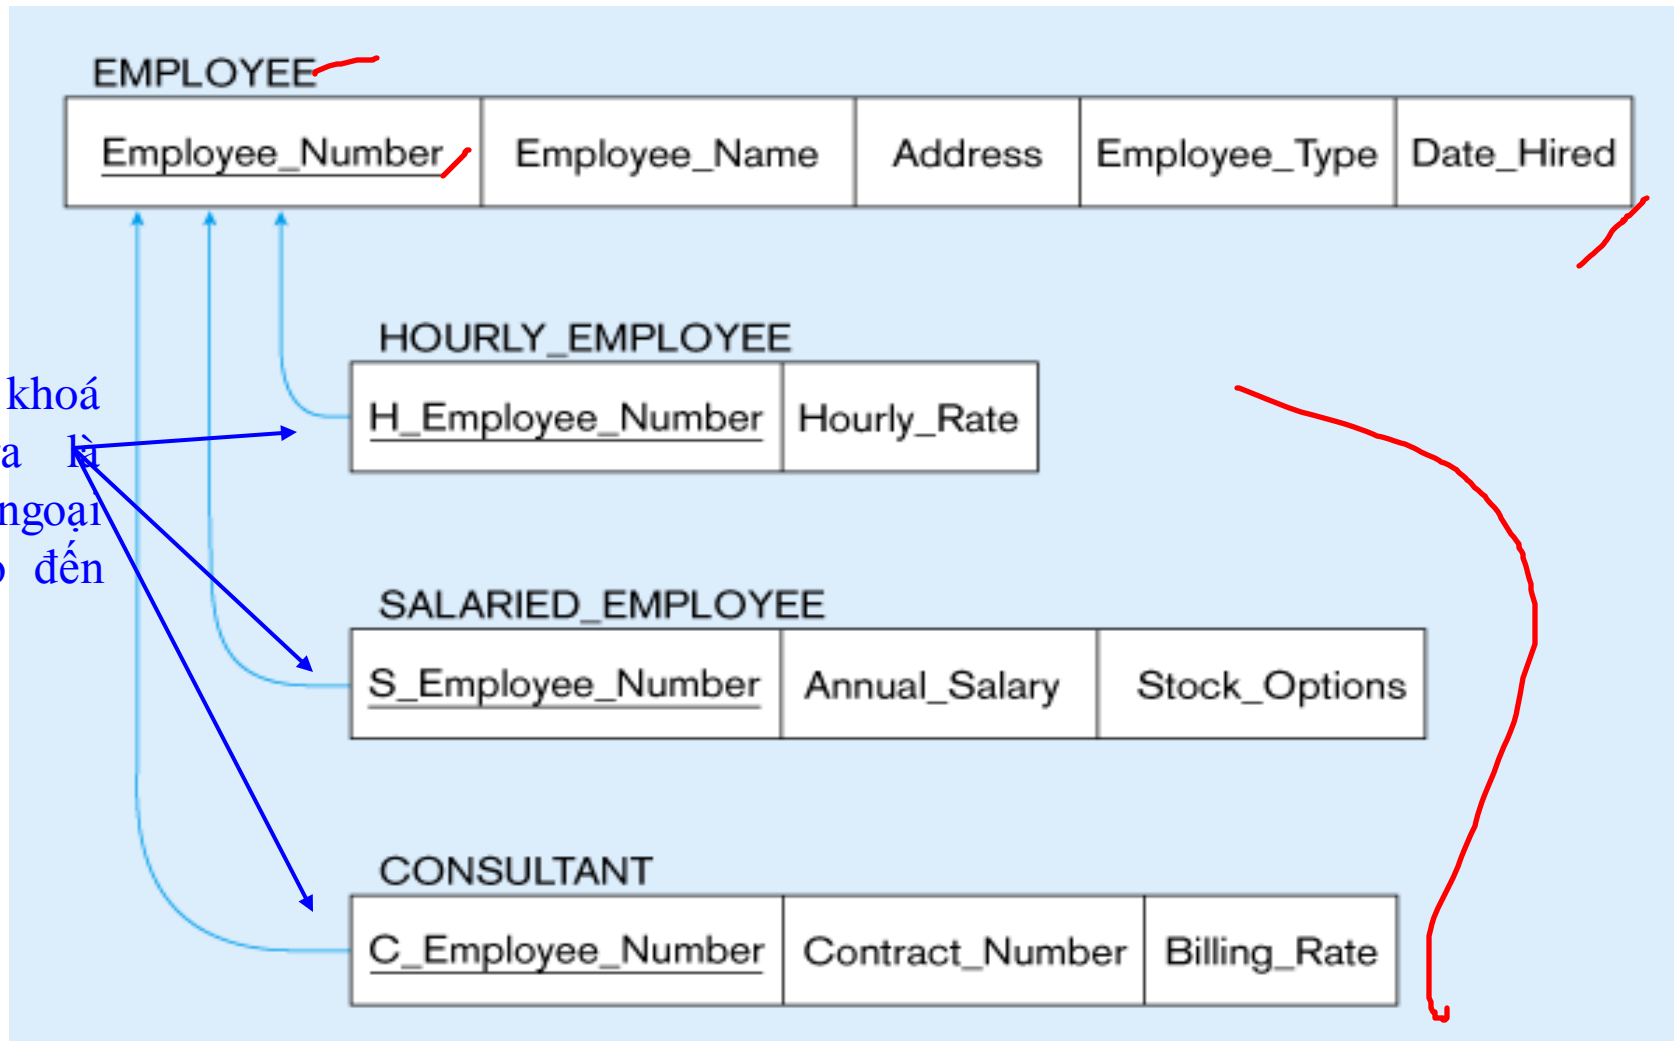 EMPLOYEE
Employee_Number Employee_Name Address Employee_Type Date_Hired
HOURLY_EMPLOYEE
H_Employee_Number Hourly_Rate
khoá
là
ngoại
đến
SALARIED_EMPLOYEE
S_Employee_Number Annual_Salary Stock_Options
CONSULTANT
C_Employee_Number Contract_Number Billing_Rate